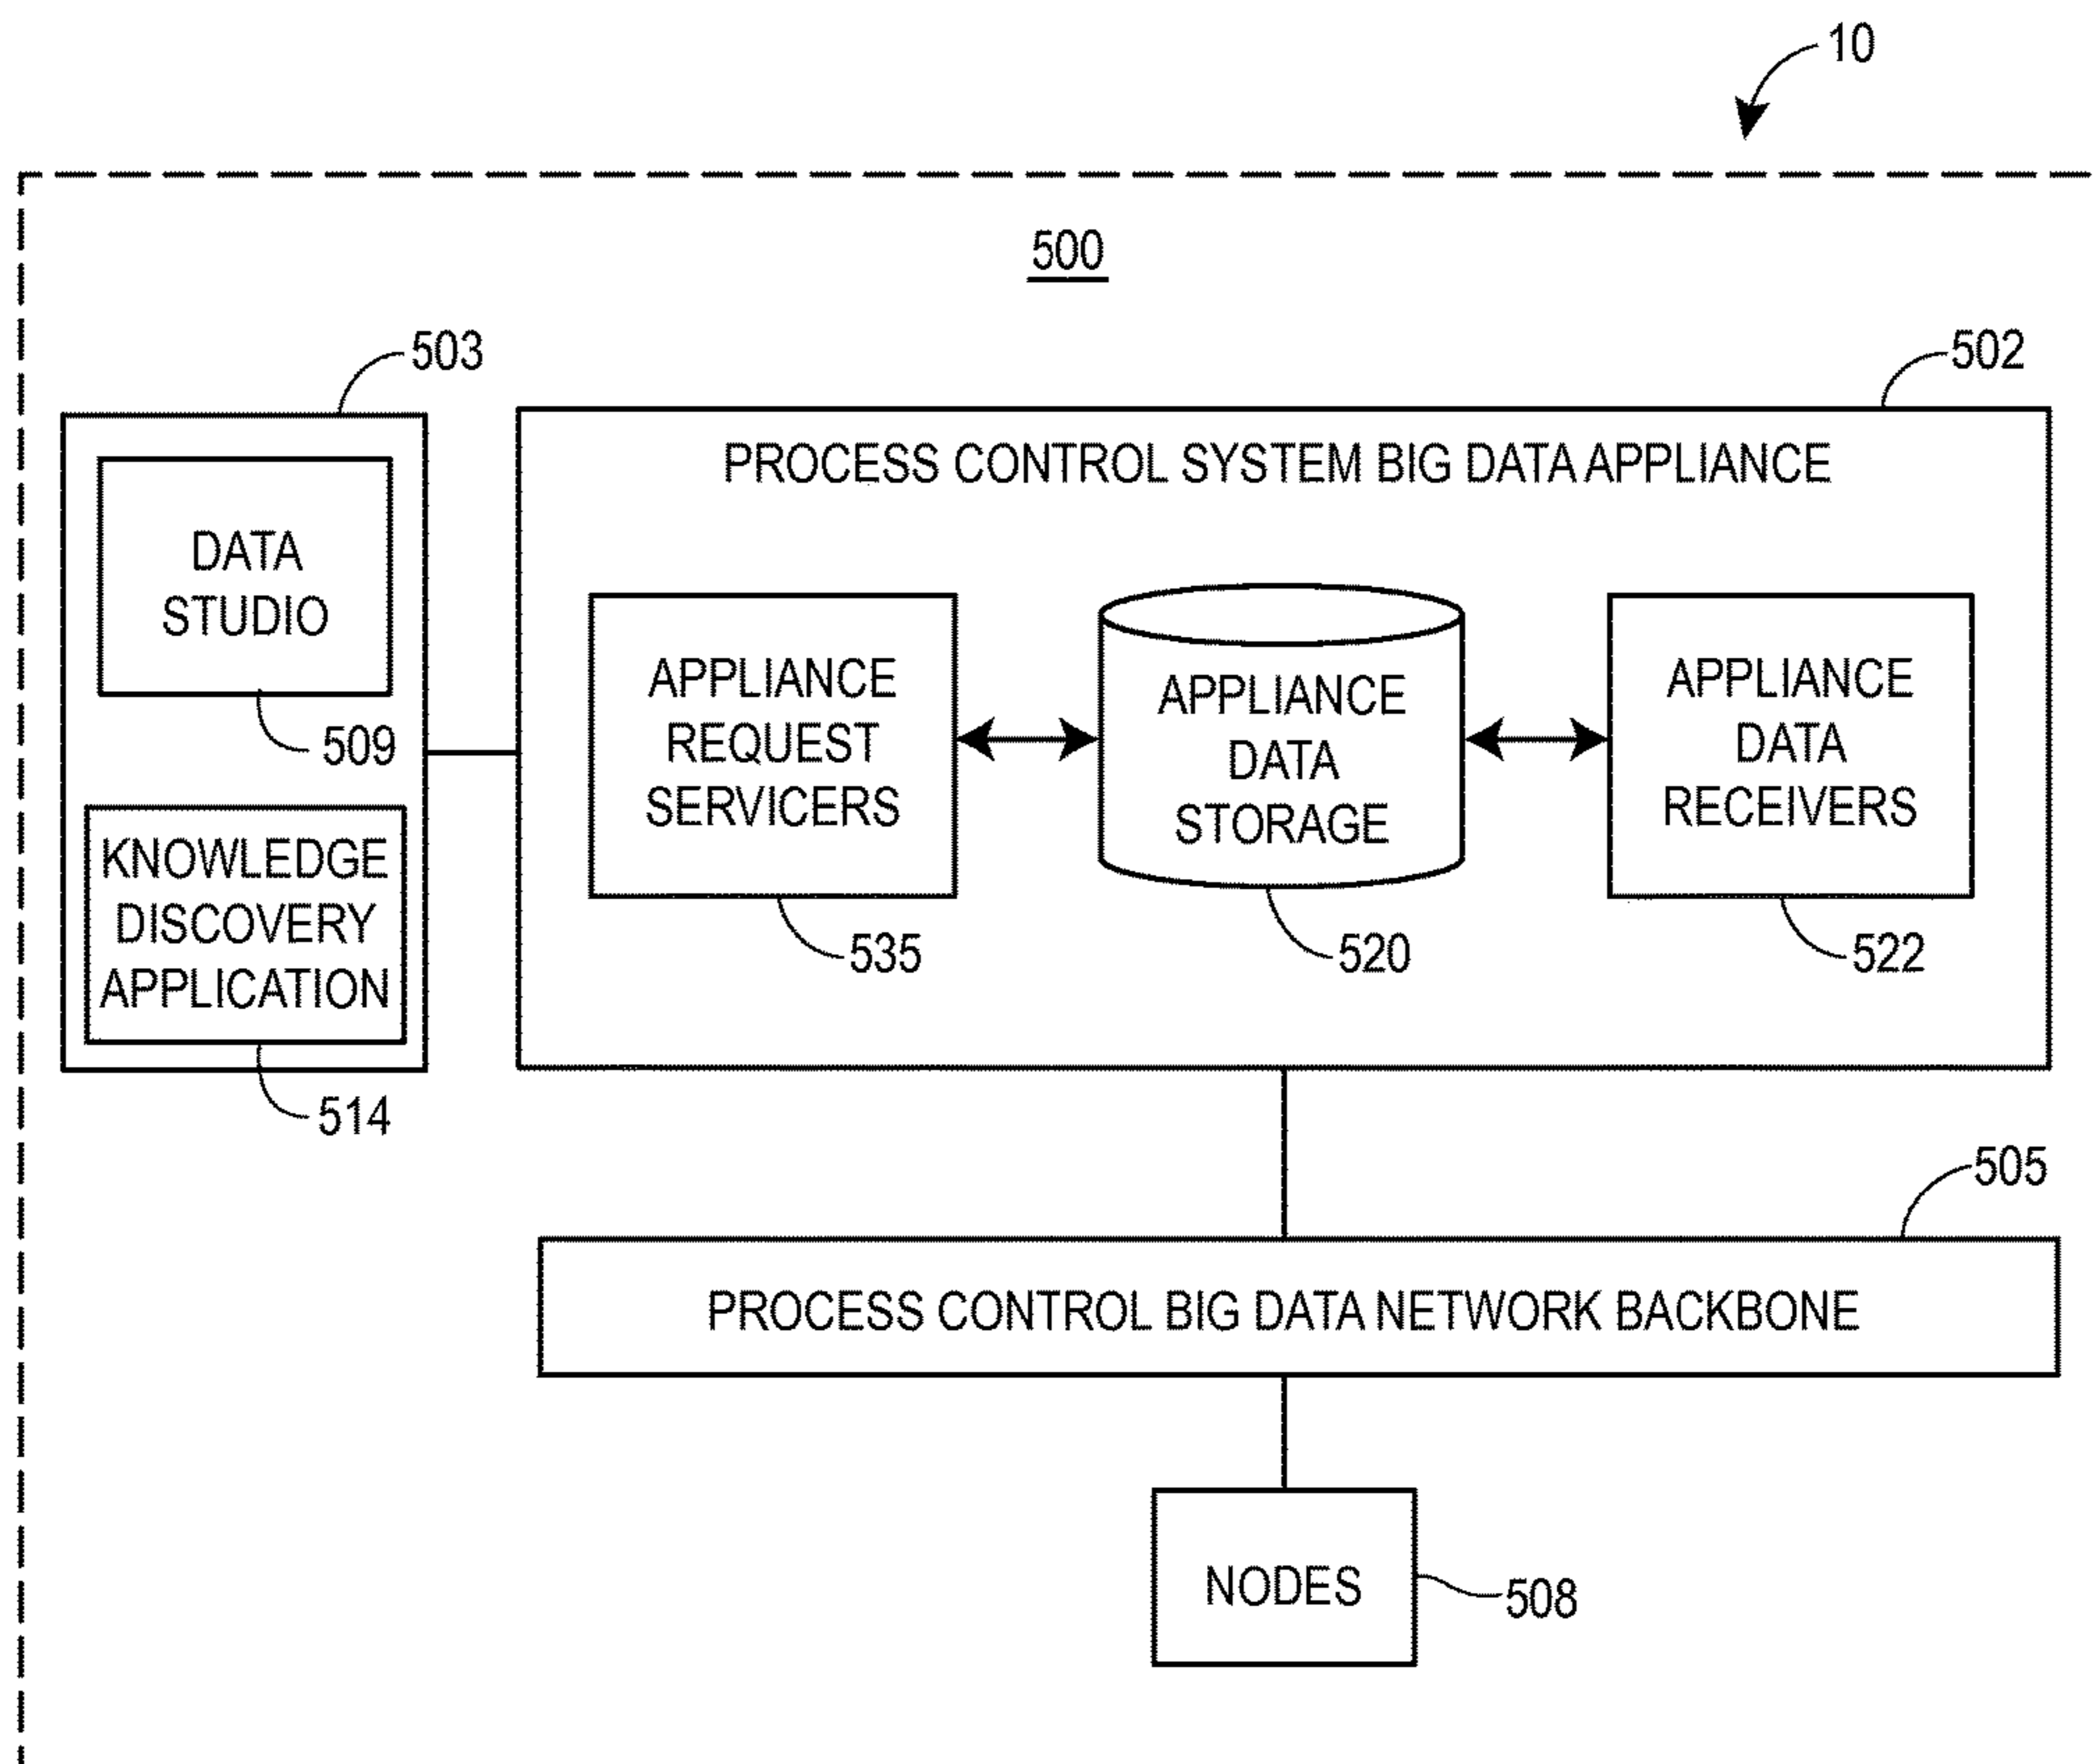 10
500
503
502
PROCESS CONTROL SYSTEM BIG DATA APPLIANCE
DATA
STUDIO
509
KNOWLEDGE
DISCOVERY
APPLICATION
514
APPLIANCE
REQUEST
SERVICERS
535
APPLIANCE
DATA
STORAGE
520
APPLIANCE
DATA
RECEIVERS
522
505
PROCESS CONTROL BIG DATA NETWORK BACKBONE
NODES
508